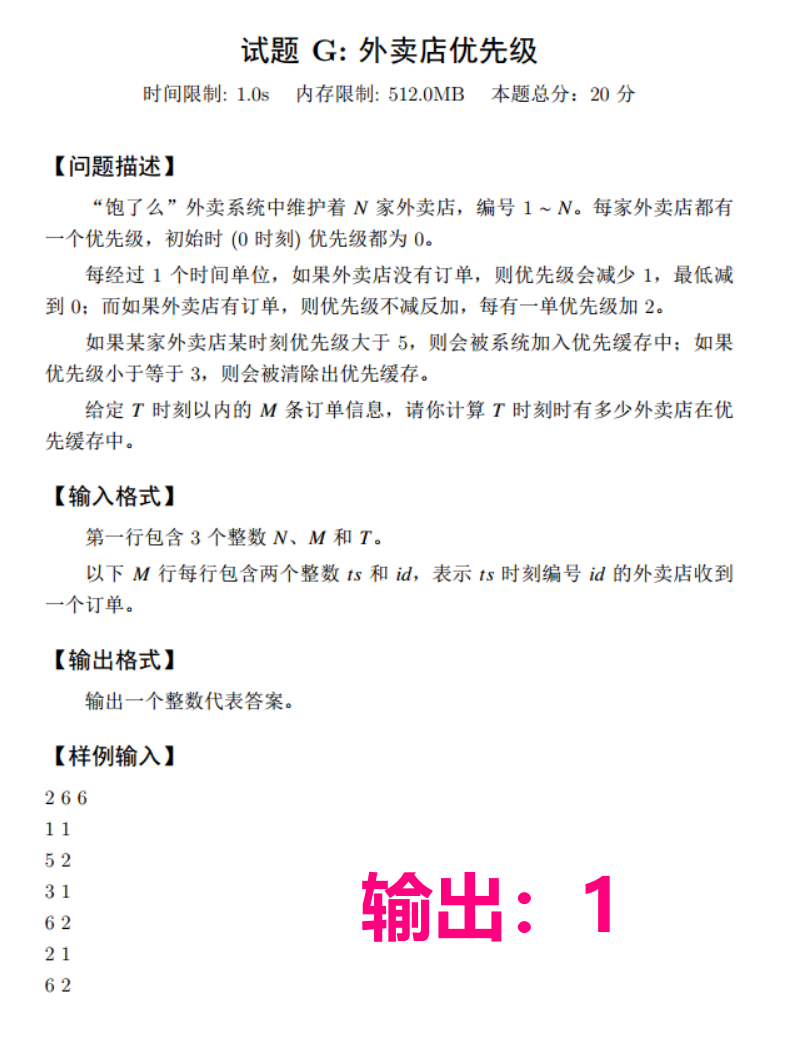 试题 G: 外卖店优先级
时间限制: 1.0s 内存限制: 512.0MB 本题总分：20 分
【问题描述】
“饱了么”外卖系统中维护着 N 家外卖店，编号 1 ~ N。每家外卖店都有
一个优先级，初始时 (0 时刻) 优先级都为 0。
每经过 1 个时间单位，如果外卖店没有订单，则优先级会减少 1，最低减
到 0；而如果外卖店有订单，则优先级不减反加，每有一单优先级加 2。
如果某家外卖店某时刻优先级大于 5，则会被系统加入优先缓存中；如果
优先级小于等于 3，则会被清除出优先缓存。
给定 T 时刻以内的 M 条订单信息，请你计算 T 时刻时有多少外卖店在优
先缓存中。
【输入格式】
第一行包含 3 个整数 N、M 和 T。
以下 M 行每行包含两个整数 ts 和 id，表示 ts 时刻编号 id 的外卖店收到
一个订单。
【输出格式】
输出一个整数代表答案。
【样例输入】
2 6 6
1 1
5 2
3 1
6 2
2 1
6 2
输出：1